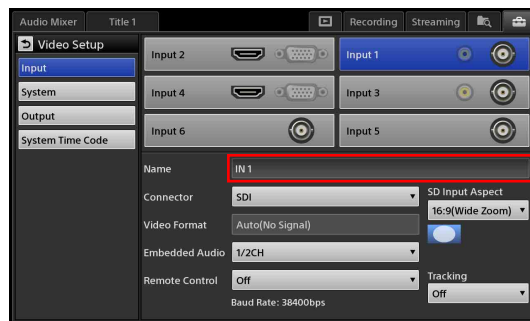 Audio Mixer Title 1 Recording Streaming
Video Setup
Input
System
Output
System Time Code
Input 2 Input 1
Input 4 Input 3
Input 6 Input 5
Name IN 1
Connector SDI
SD Input Aspect
16:9(Wide Zoom)
Video Format Auto(No Signal)
Embedded Audio 1/2CH
Remote Control Off
Baud Rate: 38400bps
Tracking
Off